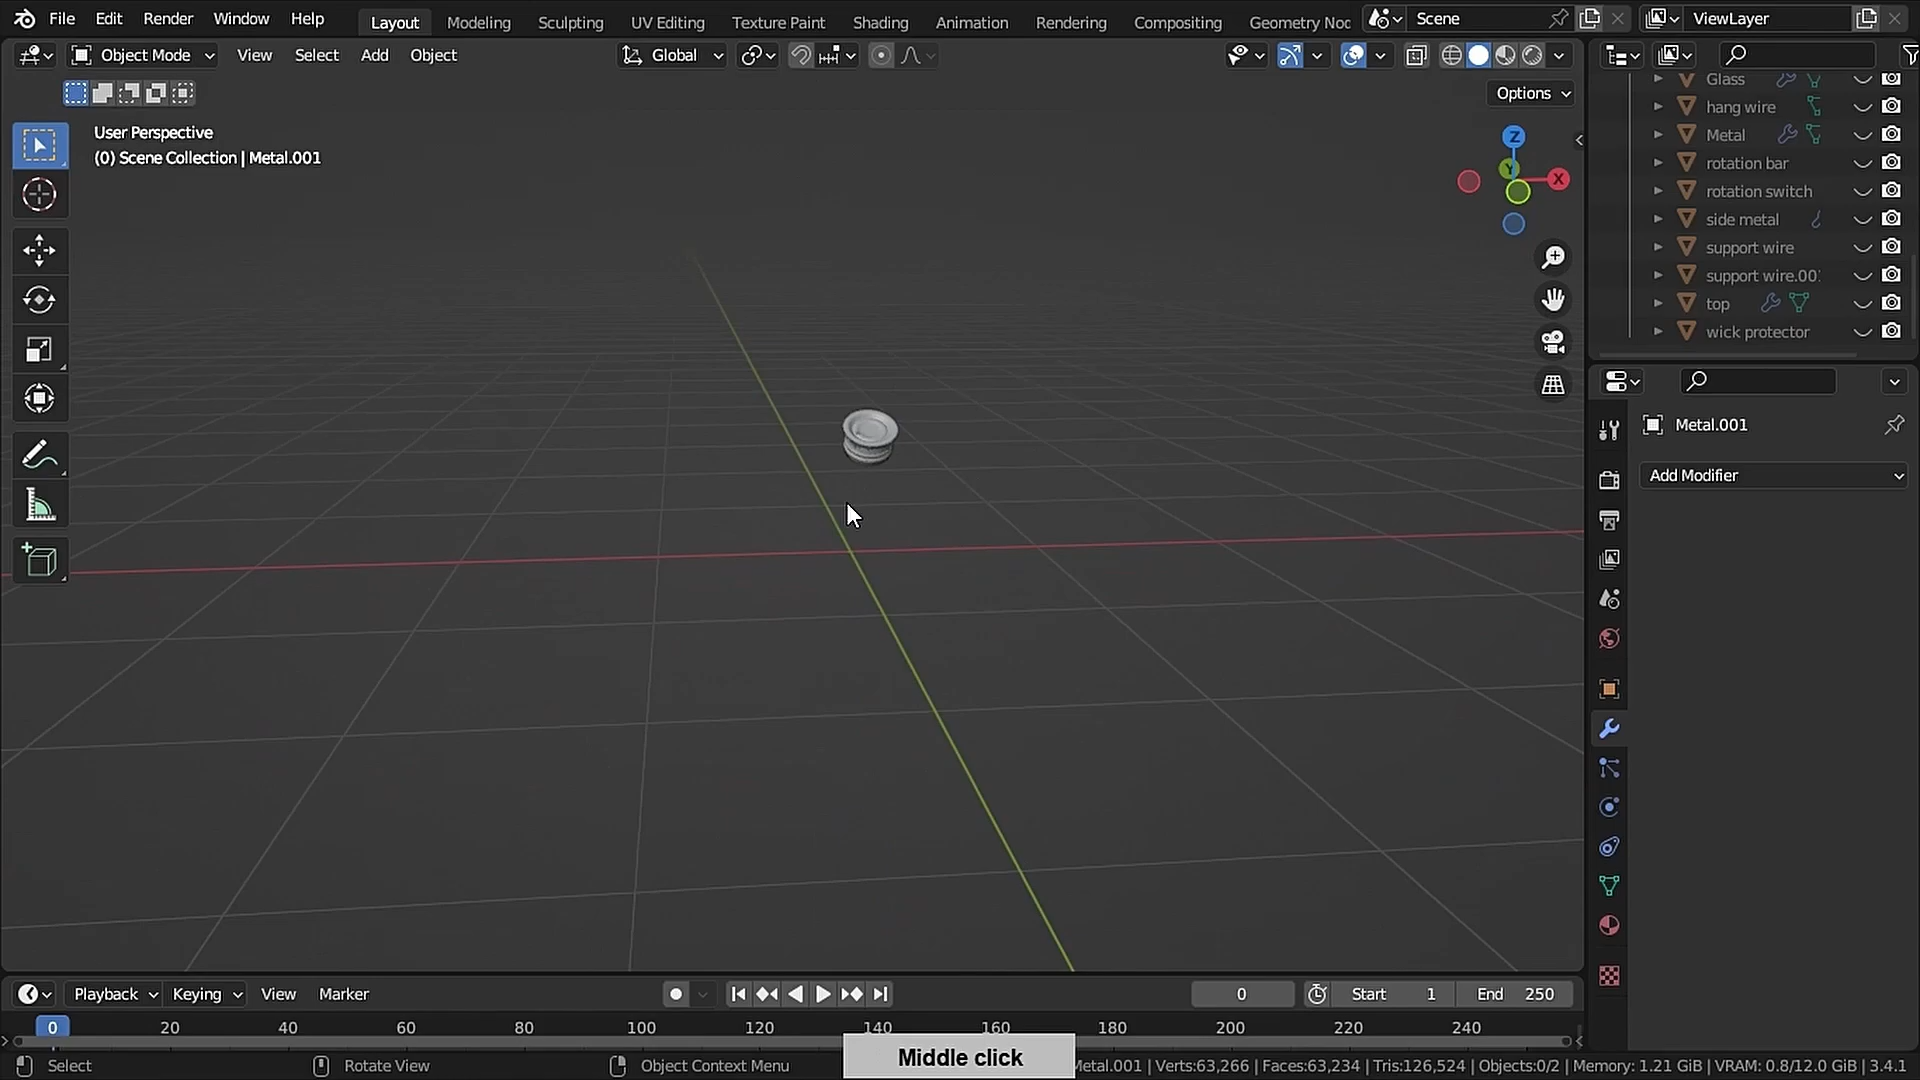 File Edit Render Window Help Layout Modeling Sculpting UV Editing Texture Paint Shading Animation Rendering Compositing Geometry Noc Scene ViewLayer
Object Mode View Select Add Object Global
Options
User Perspective
(0) Scene Collection | Metal.001
Z
Y
X
Glass
hang wire
Metal
rotation bar
rotation switch
side metal
support wire
support wire.00
top
wick protector
Metal.001
Add Modifier
Playback Keying View Marker 0 Start 1 End 250
0 20 40 60 80 100 120 140 160 180 200 220 240
Select Rotate View Object Context Menu Middle click Metal.001 | Verts:63,266 | Faces:63,234 | Tris:126,524 | Objects:0/2 | Memory: 1.21 GiB | VRAM: 0.8/12.0 GiB | 3.4.1